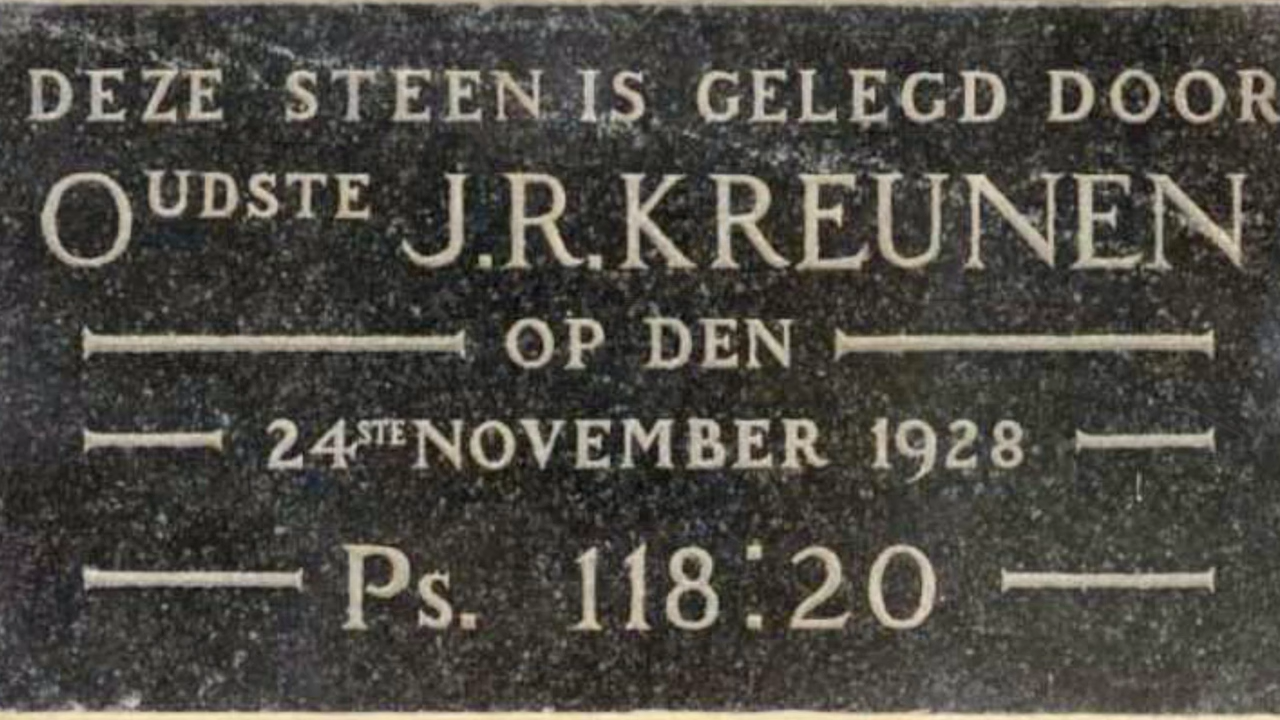 DEZE STEEN IS GELEGD DOOR
OUDSTE J.R.KREUNEN
OP DEN
24STE NOVEMBER 1928
Ps. 118:20